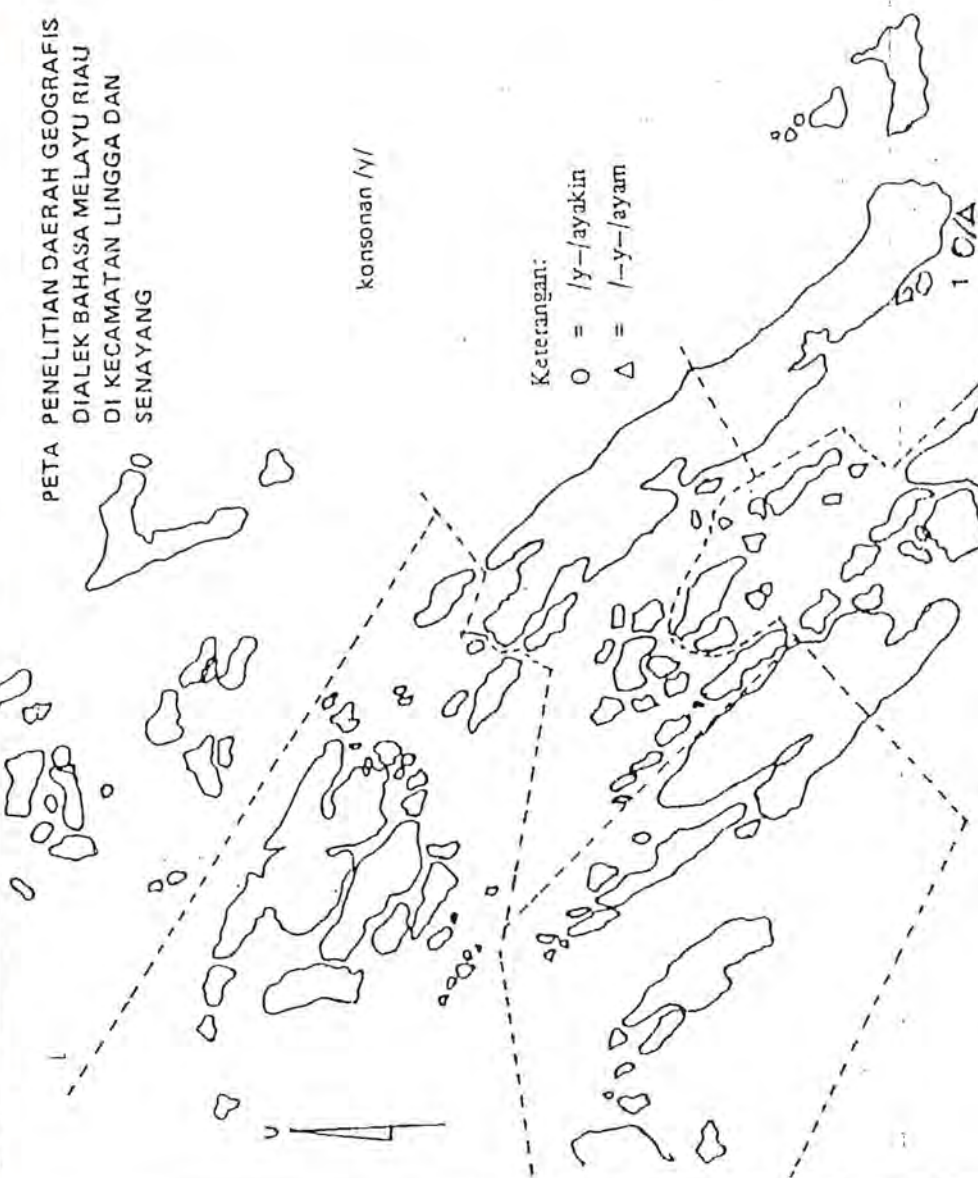 PETA PENELITIAN DAERAH GEOGRAFIS
DIALEK BAHASA MELAYU RIAU
DI KECAMATAN LINGGA DAN
SENAYANG
konsonan /y/
Keterangan:
O = /y–/ayakin
Δ = /–y–/ayam
1 O/Δ